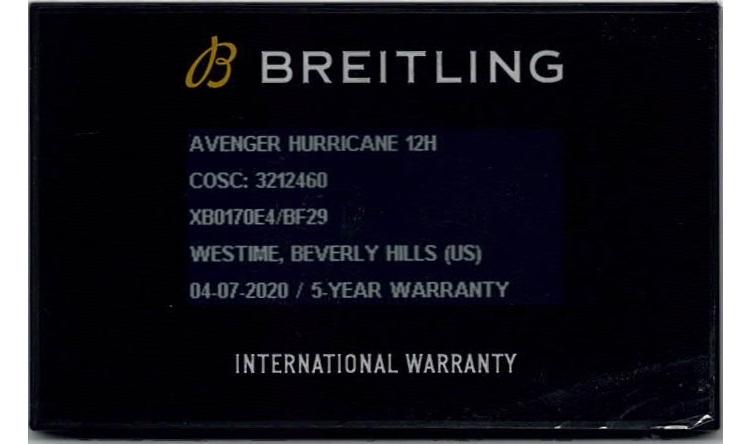 B BREITLING
AVENGER HURRICANE 12H
COSC: 3212460
XB0170E4/BF29
WESTIME, BEVERLY HILLS (US)
04-07-2020 / 5-YEAR WARRANTY
INTERNATIONAL WARRANTY